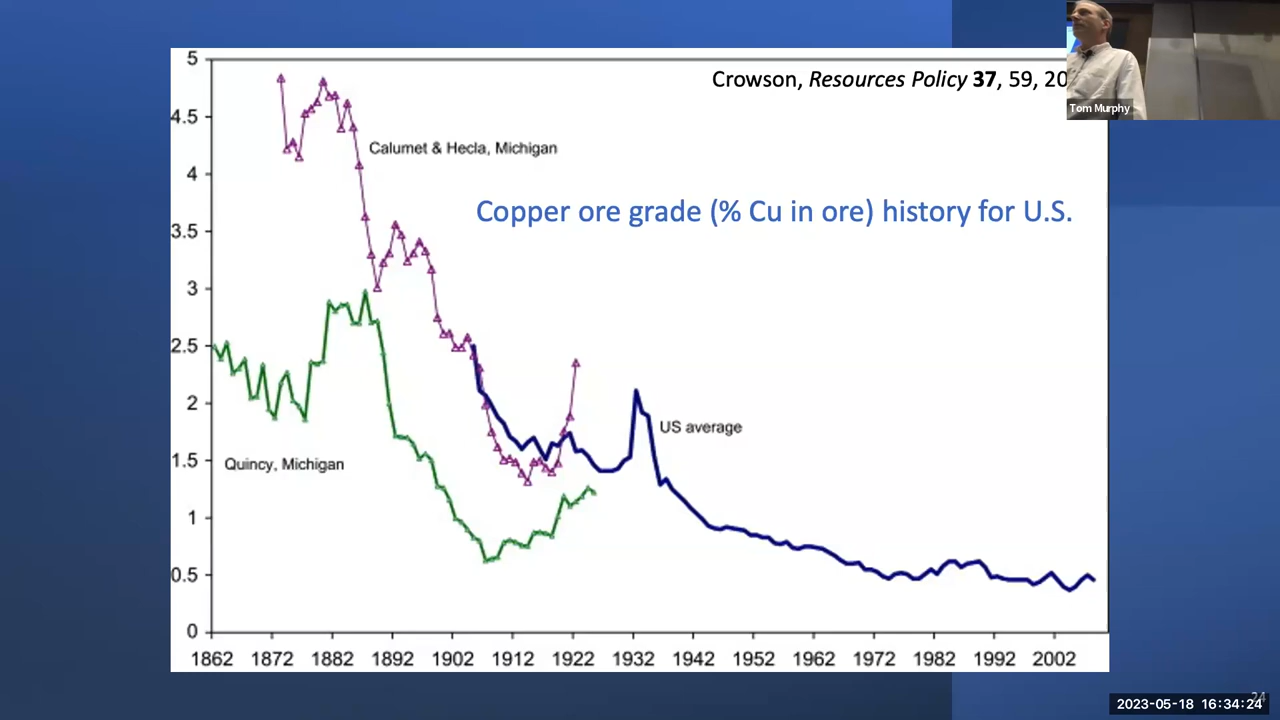 Crowson, Resources Policy 37, 59, 20
Tom Murphy
Calumet & Hecla, Michigan
Copper ore grade (% Cu in ore) history for U.S.
US average
Quincy, Michigan
5
4.5
4
3.5
3
2.5
2
1.5
1
0.5
0
1862 1872 1882 1892 1902 1912 1922 1932 1942 1952 1962 1972 1982 1992 2002
24
2023-05-18 16:34:24